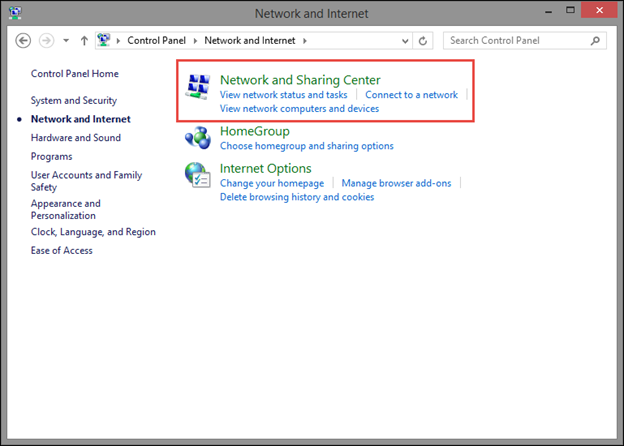 Network and Internet
Control Panel Network and Internet
Search Control Panel
Control Panel Home
System and Security
Network and Internet
Hardware and Sound
Programs
User Accounts and Family
Safety
Appearance and
Personalization
Clock, Language, and Region
Ease of Access
Network and Sharing Center
View network status and tasks Connect to a network
View network computers and devices
HomeGroup
Choose homegroup and sharing options
Internet Options
Change your homepage Manage browser add-ons
Delete browsing history and cookies